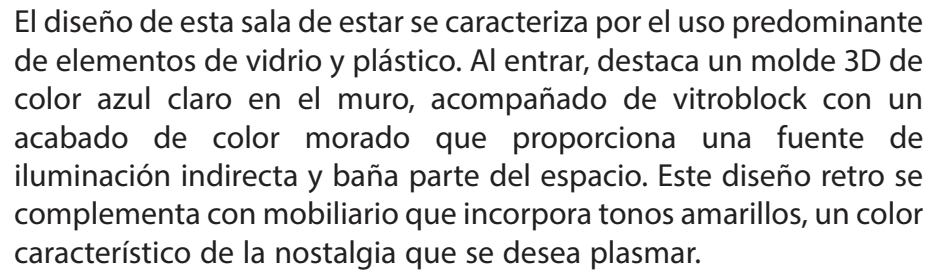 El diseño de esta sala de estar se caracteriza por el uso predominante
de elementos de vidrio y plástico. Al entrar, destaca un molde 3D de
color azul claro en el muro, acompañado de vitroblock con un
acabado de color morado que proporciona una fuente de
iluminación indirecta y baña parte del espacio. Este diseño retro se
complementa con mobiliario que incorpora tonos amarillos, un color
característico de la nostalgia que se desea plasmar.